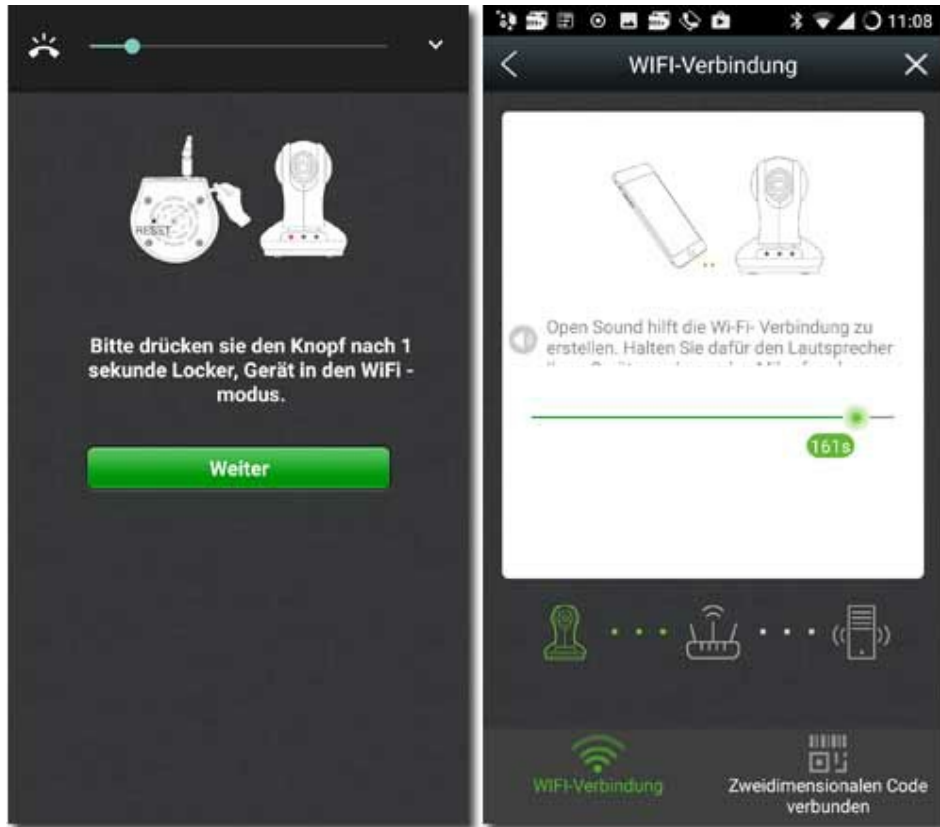 RESET
Bitte drücken sie den Knopf nach 1
sekunde Locker, Gerät in den WiFi -
modus.
Weiter
11:08
WIFI-Verbindung
Open Sound hilft die Wi-Fi- Verbindung zu
erstellen. Halten Sie dafür den Lautsprecher
161s
WIFI-Verbindung
Zweidimensionalen Code
verbunden